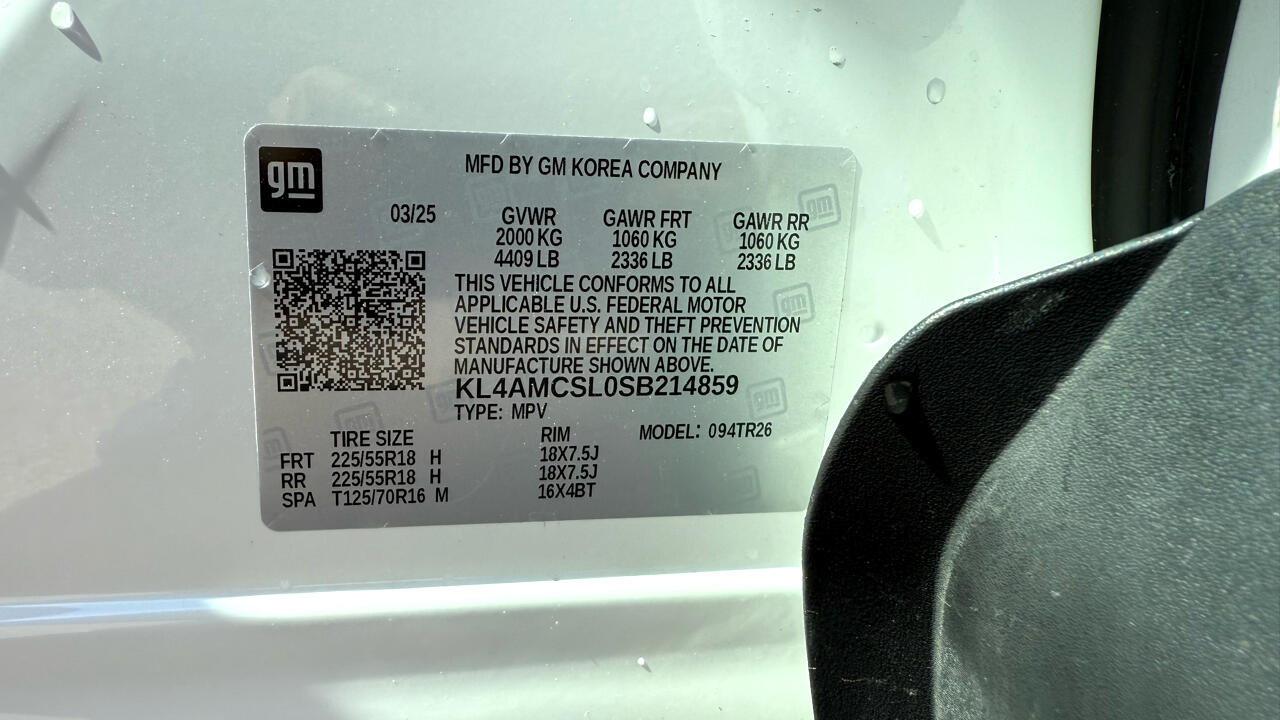 gm
MFD BY GM KOREA COMPANY
03/25 GVWR GAWR FRT GAWR RR
2000 KG 1060 KG 1060 KG
4409 LB 2336 LB 2336 LB
THIS VEHICLE CONFORMS TO ALL
APPLICABLE U.S. FEDERAL MOTOR
VEHICLE SAFETY AND THEFT PREVENTION
STANDARDS IN EFFECT ON THE DATE OF
MANUFACTURE SHOWN ABOVE.
KL4AMCSL0SB214859
TYPE: MPV
TIRE SIZE RIM MODEL: 094TR26
FRT 225/55R18 H 18X7.5J
RR 225/55R18 H 18X7.5J
SPA T125/70R16 M 16X4BT